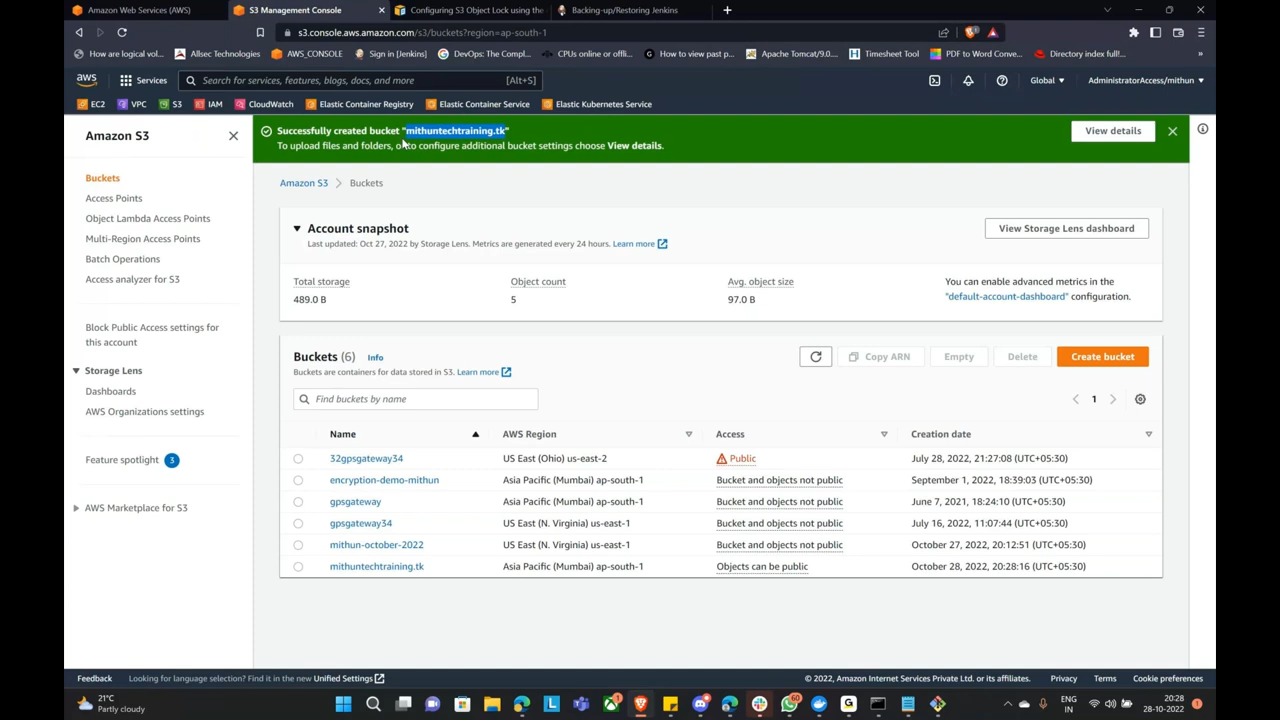 Amazon Web Services (AWS)
S3 Management Console
Configuring S3 Object Lock using the
Backing-up/Restoring Jenkins
s3.console.aws.amazon.com/s3/buckets?region=ap-south-1
How are logical vol...
Allsec Technologies
AWS_CONSOLE
Sign in [Jenkins]
DevOps: The Compl...
CPUs online or offli...
How to view past p...
Apache Tomcat/9.0....
Timesheet Tool
PDF to Word Conve...
Directory index full!...
aws
Services
Search for services, features, blogs, docs, and more
[Alt+S]
Global
AdministratorAccess/mithun
EC2
VPC
S3
IAM
CloudWatch
Elastic Container Registry
Elastic Container Service
Elastic Kubernetes Service
Amazon S3
Buckets
Access Points
Object Lambda Access Points
Multi-Region Access Points
Batch Operations
Access analyzer for S3
Block Public Access settings for
this account
Storage Lens
Dashboards
AWS Organizations settings
Feature spotlight 3
AWS Marketplace for S3
Successfully created bucket "mithuntechtraining.tk"
To upload files and folders, o to configure additional bucket settings choose View details.
View details
Amazon S3 > Buckets
Account snapshot
Last updated: Oct 27, 2022 by Storage Lens. Metrics are generated every 24 hours. Learn more
View Storage Lens dashboard
Total storage
489.0 B
Object count
5
Avg. object size
97.0 B
You can enable advanced metrics in the
"default-account-dashboard" configuration.
Buckets (6) Info
Buckets are containers for data stored in S3. Learn more
Copy ARN
Empty
Delete
Create bucket
Find buckets by name
1
Name AWS Region Access Creation date
32gpsgateway34 US East (Ohio) us-east-2 Public July 28, 2022, 21:27:08 (UTC+05:30)
encryption-demo-mithun Asia Pacific (Mumbai) ap-south-1 Bucket and objects not public September 1, 2022, 18:39:03 (UTC+05:30)
gpsgateway Asia Pacific (Mumbai) ap-south-1 Bucket and objects not public June 7, 2021, 18:24:10 (UTC+05:30)
gpsgateway34 US East (N. Virginia) us-east-1 Bucket and objects not public July 16, 2022, 11:07:44 (UTC+05:30)
mithun-october-2022 US East (N. Virginia) us-east-1 Bucket and objects not public October 27, 2022, 20:12:51 (UTC+05:30)
mithuntechtraining.tk Asia Pacific (Mumbai) ap-south-1 Objects can be public October 28, 2022, 20:28:16 (UTC+05:30)
Feedback
Looking for language selection? Find it in the new Unified Settings
© 2022, Amazon Internet Services Private Ltd. or its affiliates.
Privacy
Terms
Cookie preferences
21°C
Partly cloudy
ENG
IN
20:28
28-10-2022